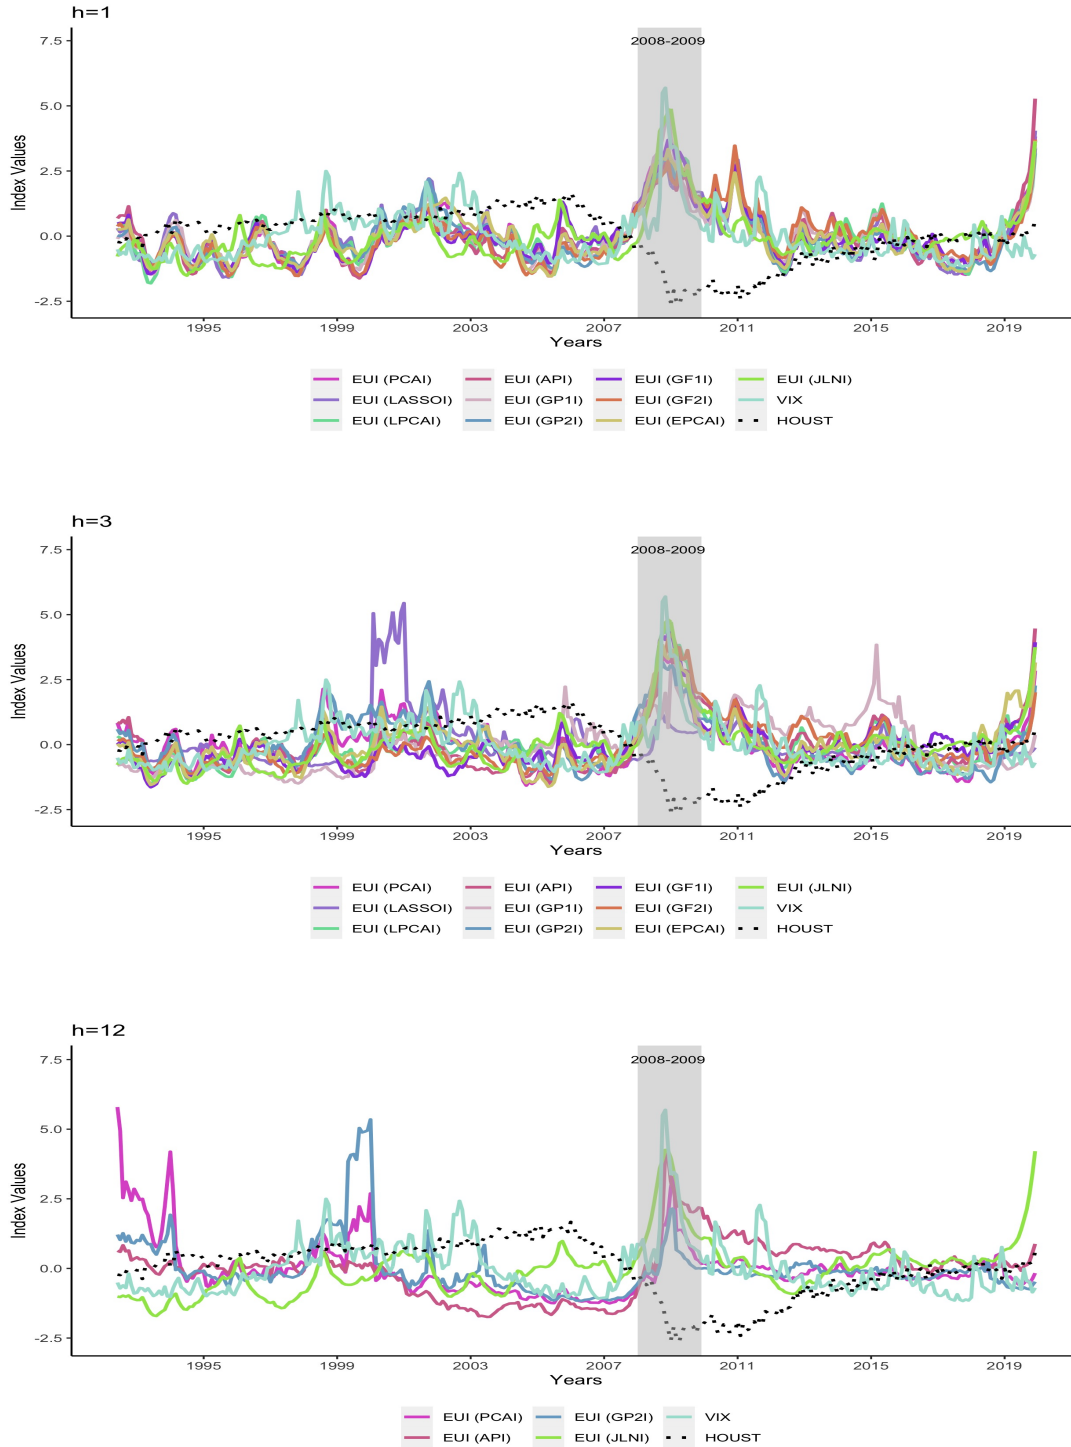 h=1
7.5
2008-2009
5.0
2.5
0.0
-2.5
Index Values
1995 1999 2003 2007 2011 2015 2019
Years
EUI (PCAI) EUI (API) EUI (GF1I) EUI (JLNI)
EUI (LASSOI) EUI (GP1I) EUI (GF2I) VIX
EUI (LPCAI) EUI (GP2I) EUI (EPCAI) HOUST
h=3
7.5
2008-2009
5.0
2.5
0.0
-2.5
Index Values
1995 1999 2003 2007 2011 2015 2019
Years
EUI (PCAI) EUI (API) EUI (GF1I) EUI (JLNI)
EUI (LASSOI) EUI (GP1I) EUI (GF2I) VIX
EUI (LPCAI) EUI (GP2I) EUI (EPCAI) HOUST
h=12
7.5
2008-2009
5.0
2.5
0.0
-2.5
Index Values
1995 1999 2003 2007 2011 2015 2019
Years
EUI (PCAI) EUI (GP2I) VIX
EUI (API) EUI (JLNI) HOUST